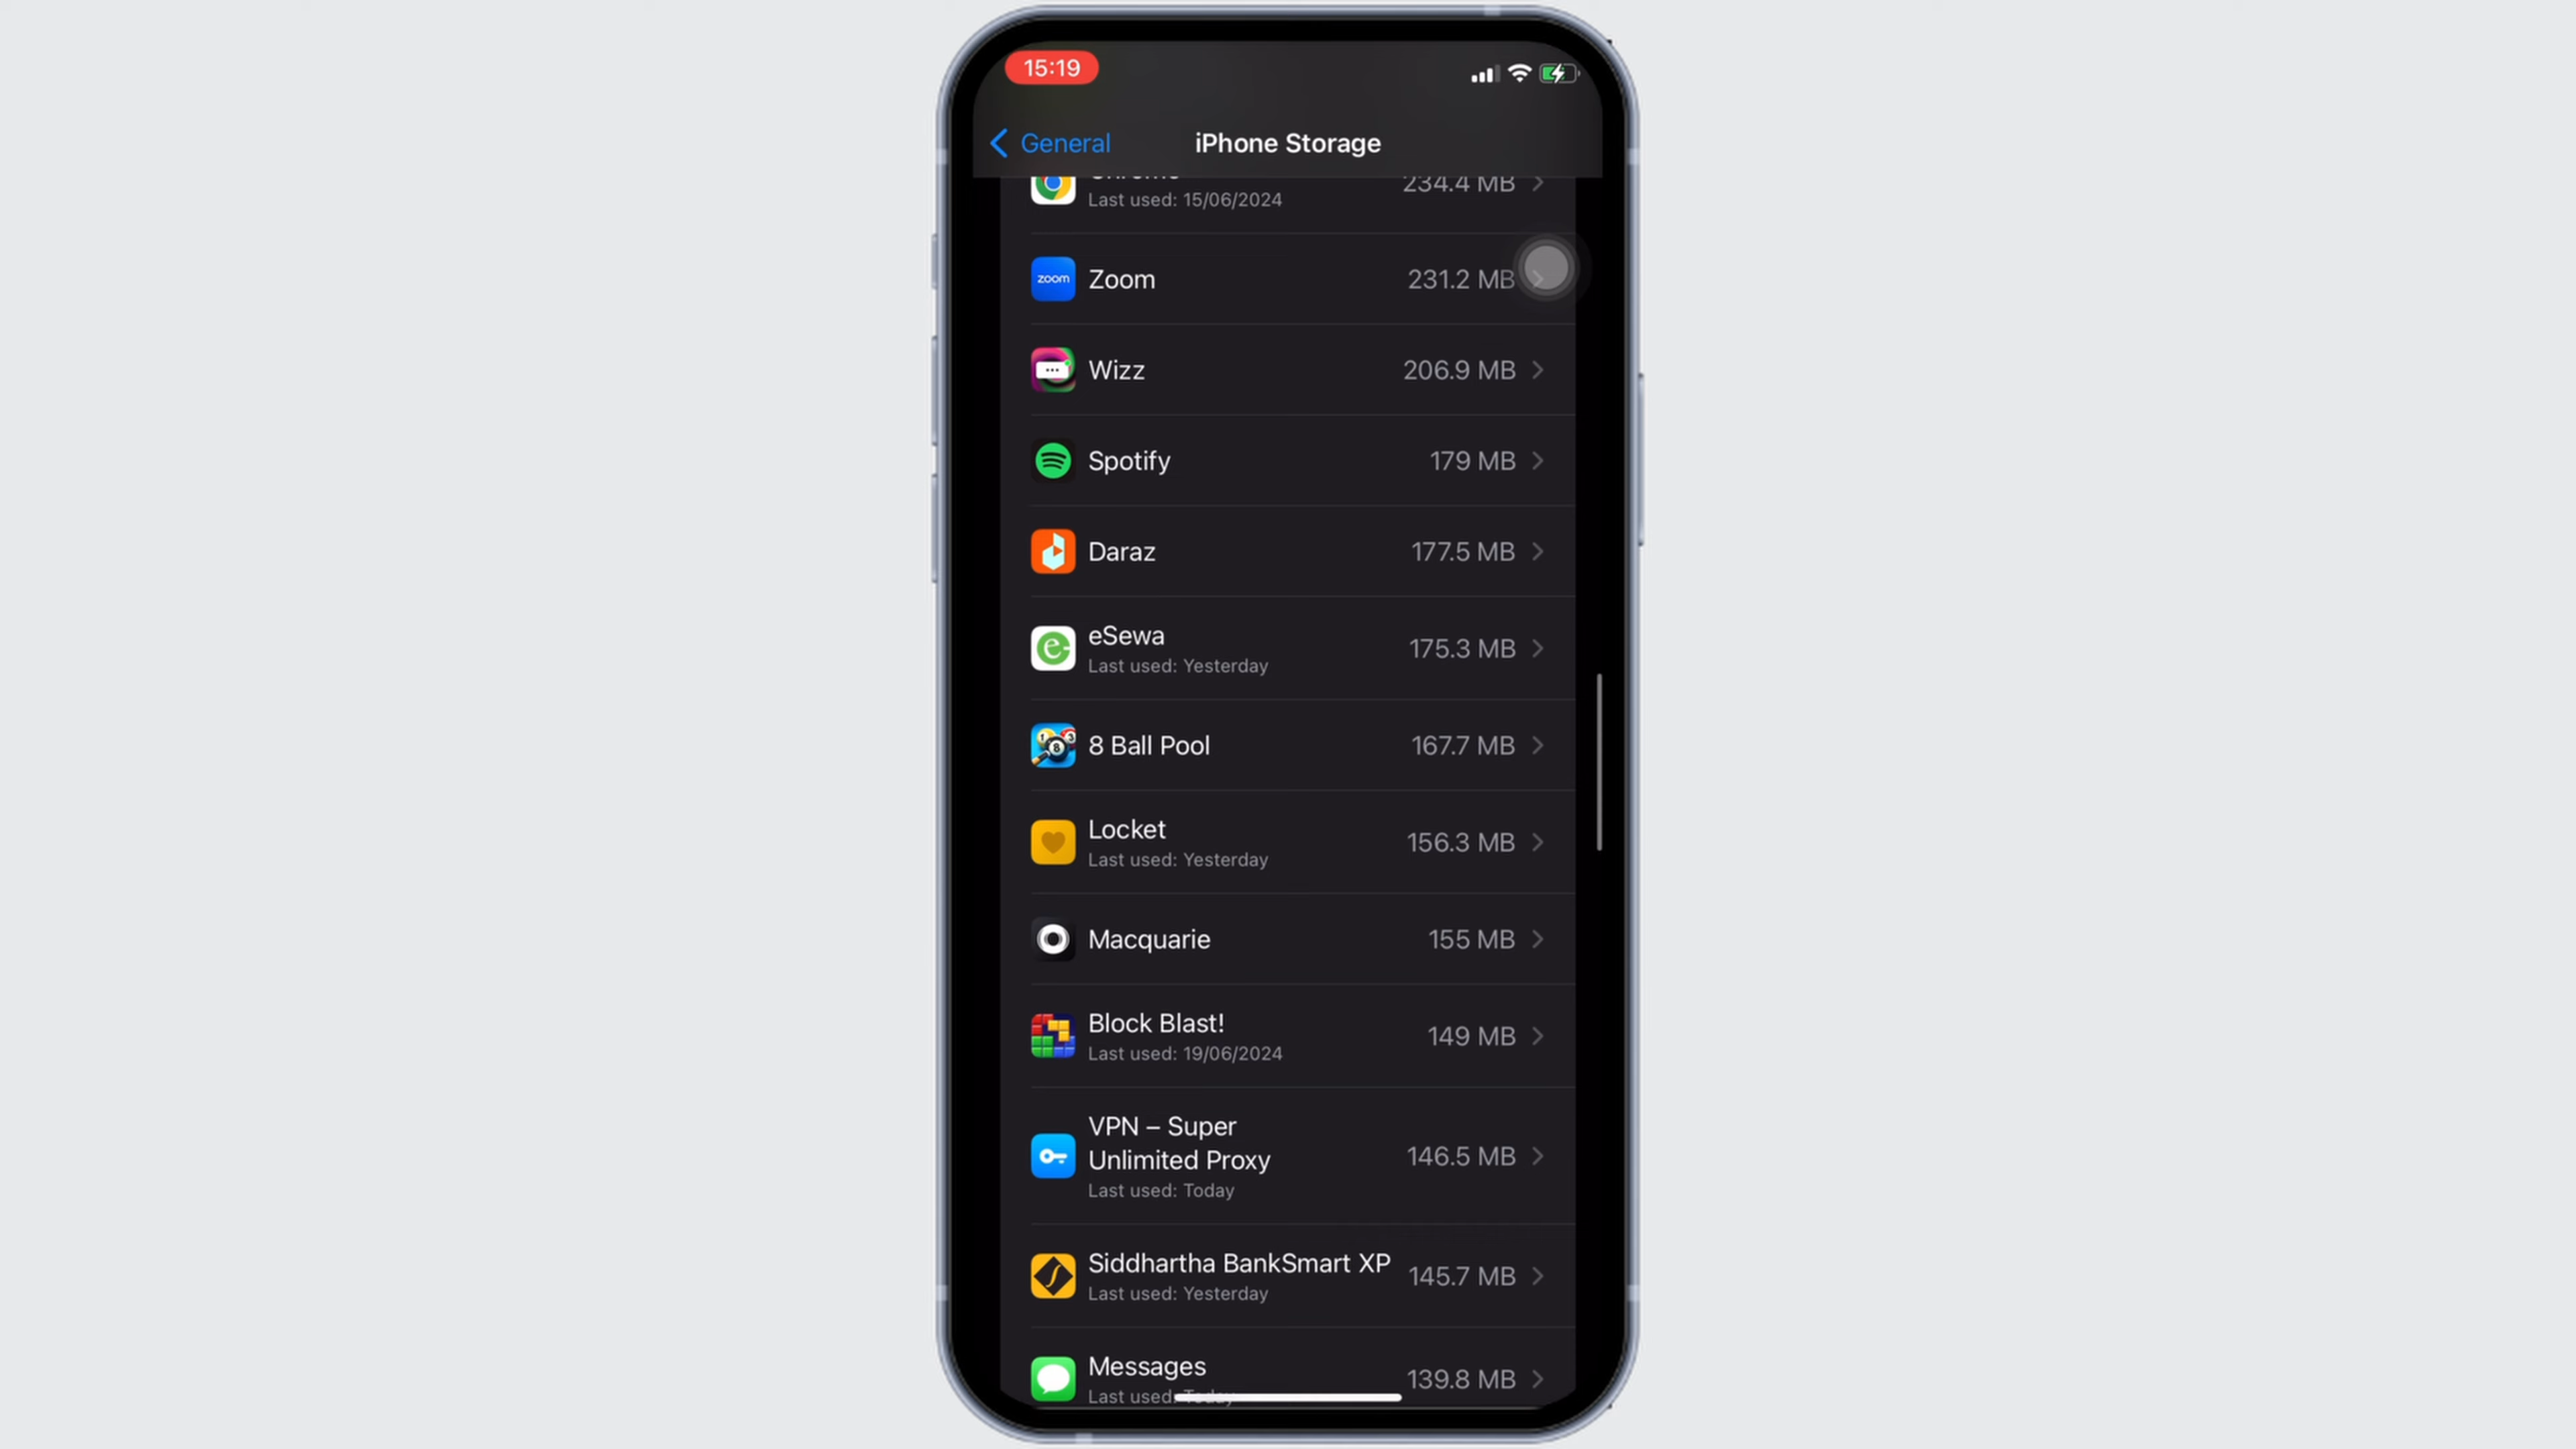 15:19
General
iPhone Storage
Chrome
234.4 MB
Last used: 15/06/2024
zoom
Zoom
231.2 MB
Wizz
206.9 MB
Spotify
179 MB
Daraz
177.5 MB
eSewa
175.3 MB
Last used: Yesterday
8 Ball Pool
167.7 MB
Locket
156.3 MB
Last used: Yesterday
Macquarie
155 MB
Block Blast!
149 MB
Last used: 19/06/2024
VPN – Super
Unlimited Proxy
146.5 MB
Last used: Today
Siddhartha BankSmart XP
145.7 MB
Last used: Yesterday
Messages
139.8 MB
Last used: Today